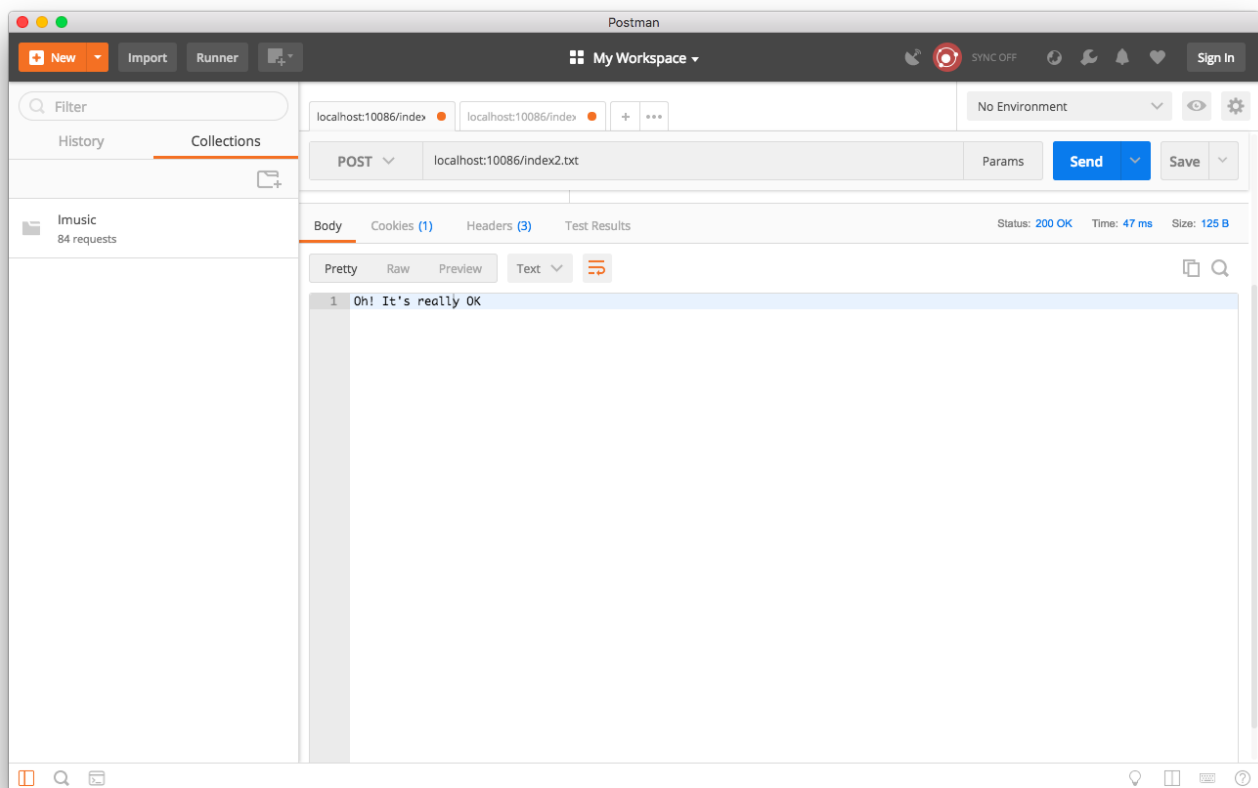 Postman
New
Import
Runner
My Workspace
SYNC OFF
Sign In
Filter
History
Collections
Imusic
84 requests
localhost:10086/index
localhost:10086/index
+
•••
No Environment
POST
localhost:10086/index2.txt
Params
Send
Save
Body
Cookies (1)
Headers (3)
Test Results
Status: 200 OK
Time: 47 ms
Size: 125 B
Pretty
Raw
Preview
Text
1 Oh! It's really OK